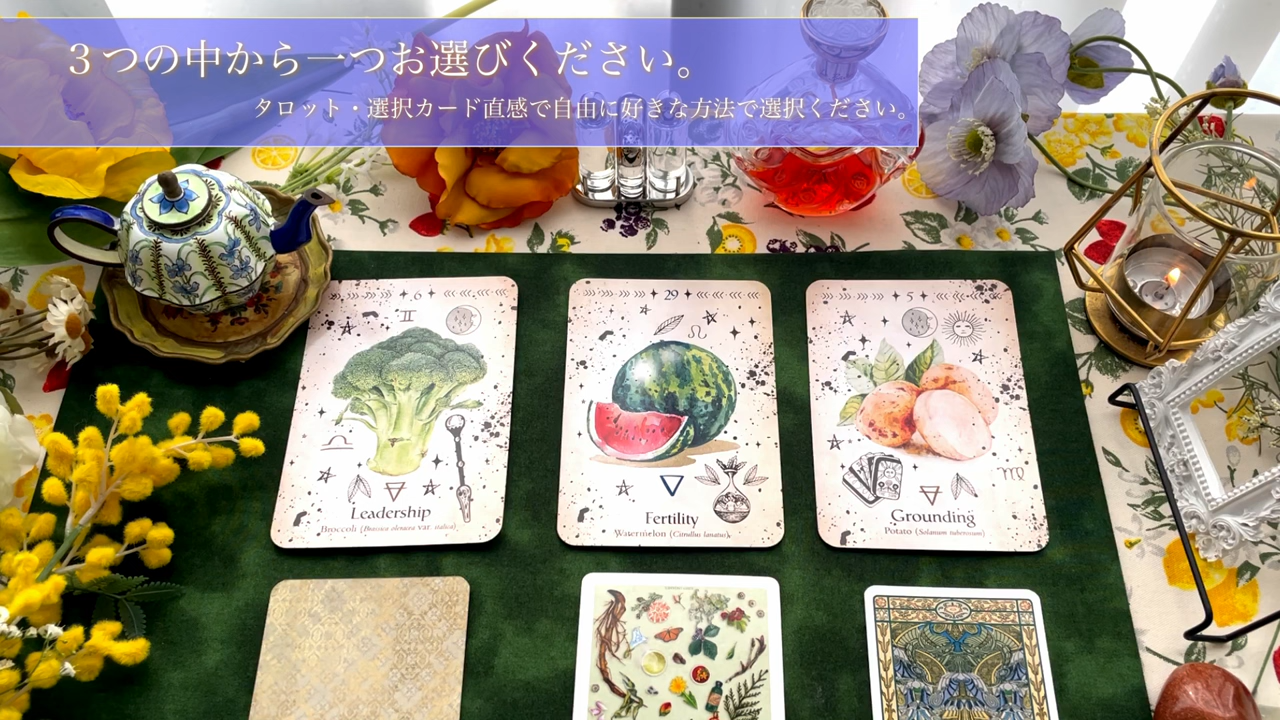 ３つの中から一つお選びください。
タロット・選択カード直感で自由に好きな方法で選択ください。
6
Leadership
Broccoli (Brassica oleracea var. italica)
29
Fertility
Watermelon (Citrullus lanatus)
5
Grounding
Potato (Solanum tuberosum)